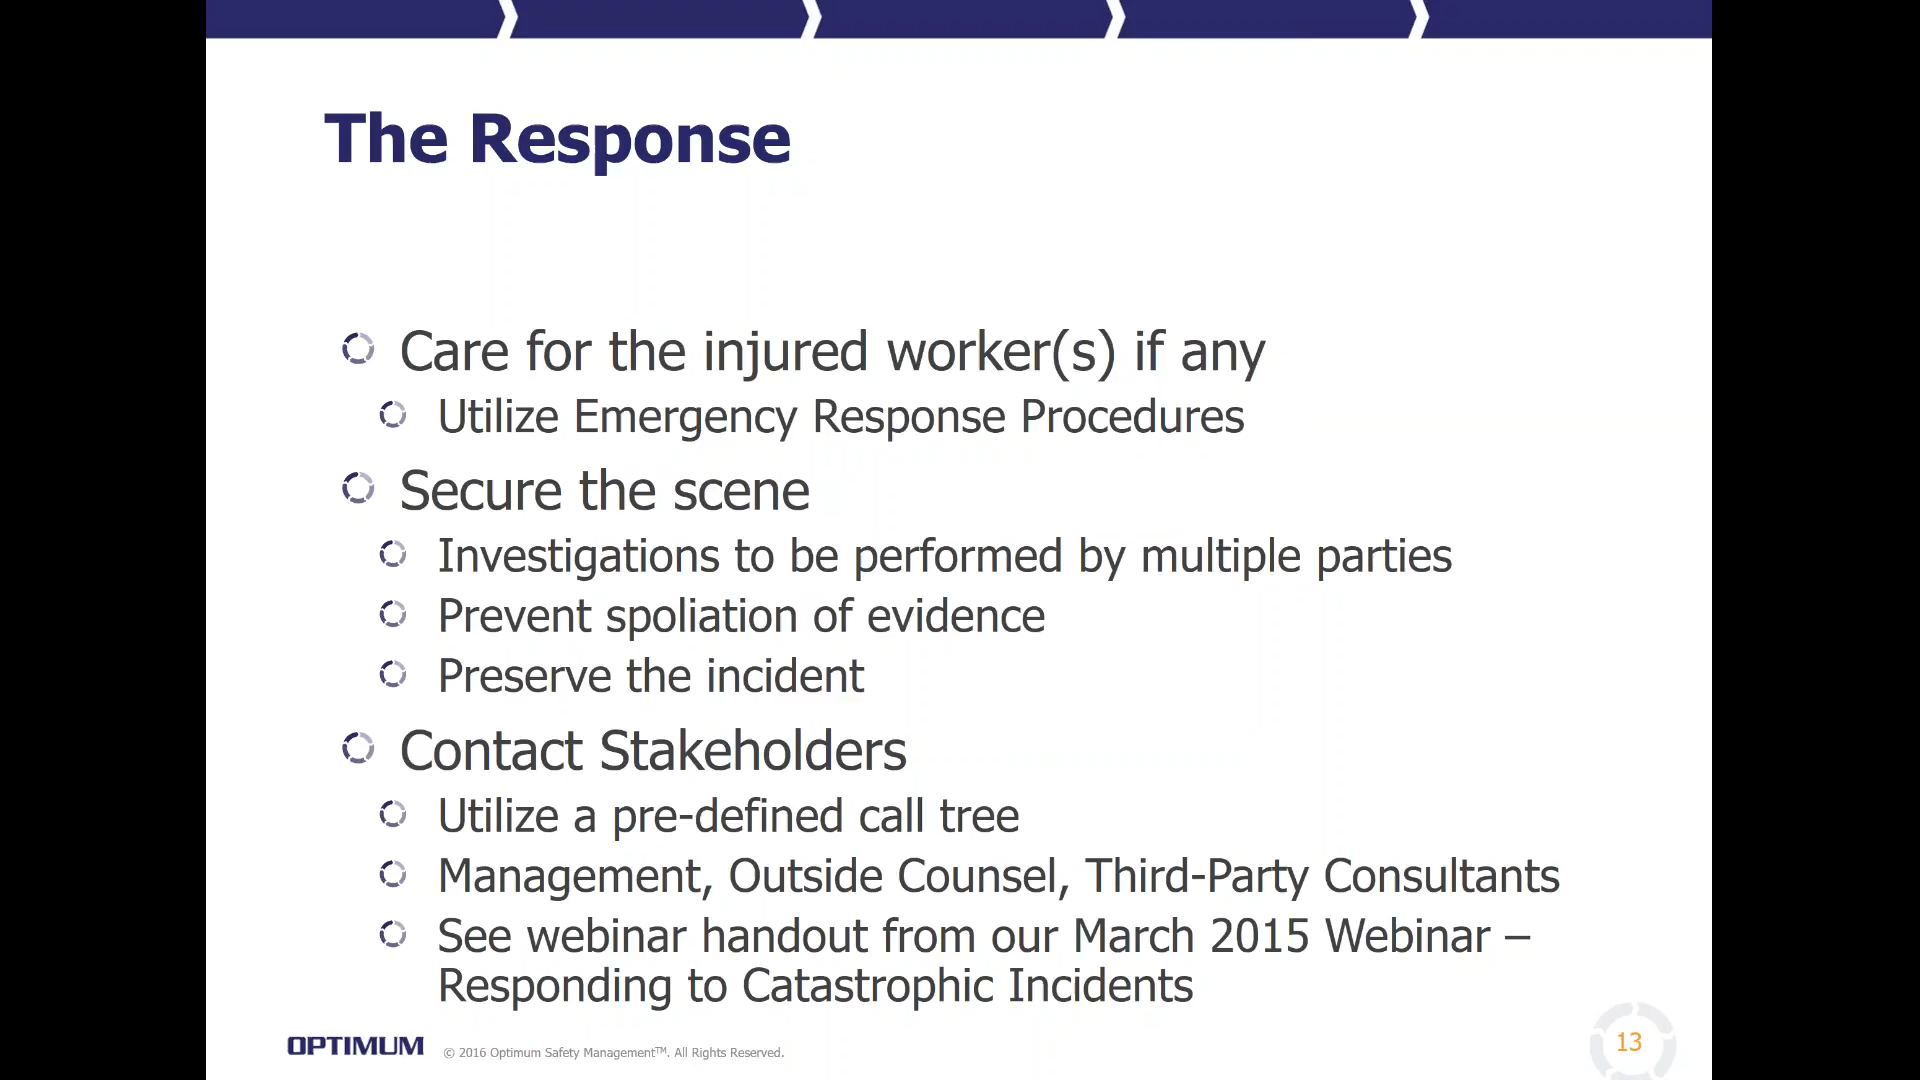 The Response
Care for the injured worker(s) if any
Utilize Emergency Response Procedures
Secure the scene
Investigations to be performed by multiple parties
Prevent spoliation of evidence
Preserve the incident
Contact Stakeholders
Utilize a pre-defined call tree
Management, Outside Counsel, Third-Party Consultants
See webinar handout from our March 2015 Webinar –
Responding to Catastrophic Incidents
OPTIMUM
© 2016 Optimum Safety Management™. All Rights Reserved.
13